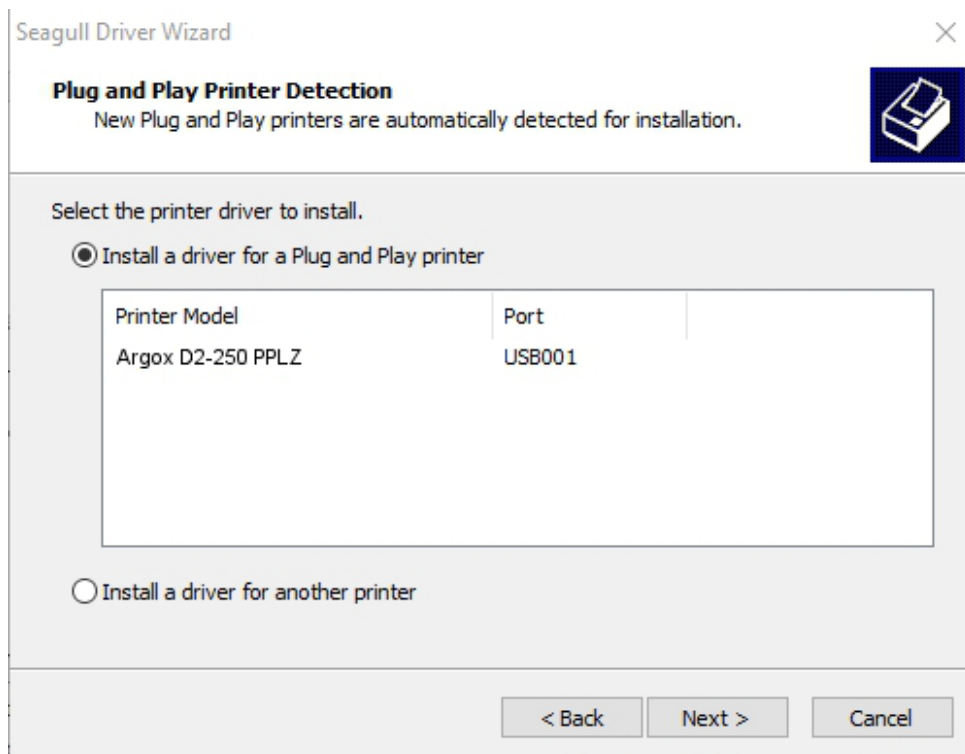 Seagull Driver Wizard
Plug and Play Printer Detection
New Plug and Play printers are automatically detected for installation.
Select the printer driver to install.
Install a driver for a Plug and Play printer
Printer Model Port
Argox D2-250 PPLZ USB001
Install a driver for another printer
< Back Next > Cancel